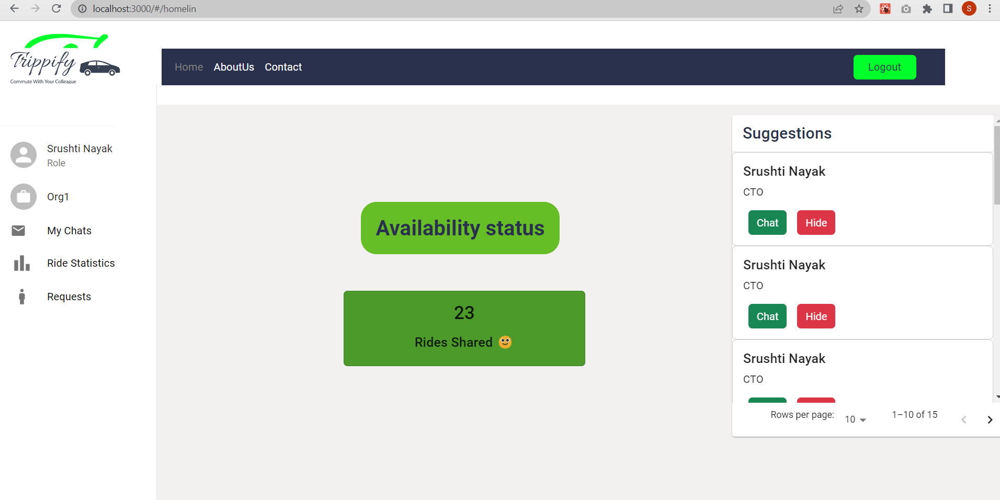 localhost:3000/#/homelin
S
Trippify
Commute With Your Colleague
Home AboutUs Contact Logout
Srushti Nayak
Role
Org1
My Chats
Ride Statistics
Requests
Availability status
23
Rides Shared
Suggestions
Srushti Nayak
CTO
Chat Hide
Srushti Nayak
CTO
Chat Hide
Srushti Nayak
CTO
Rows per page: 10 1–10 of 15